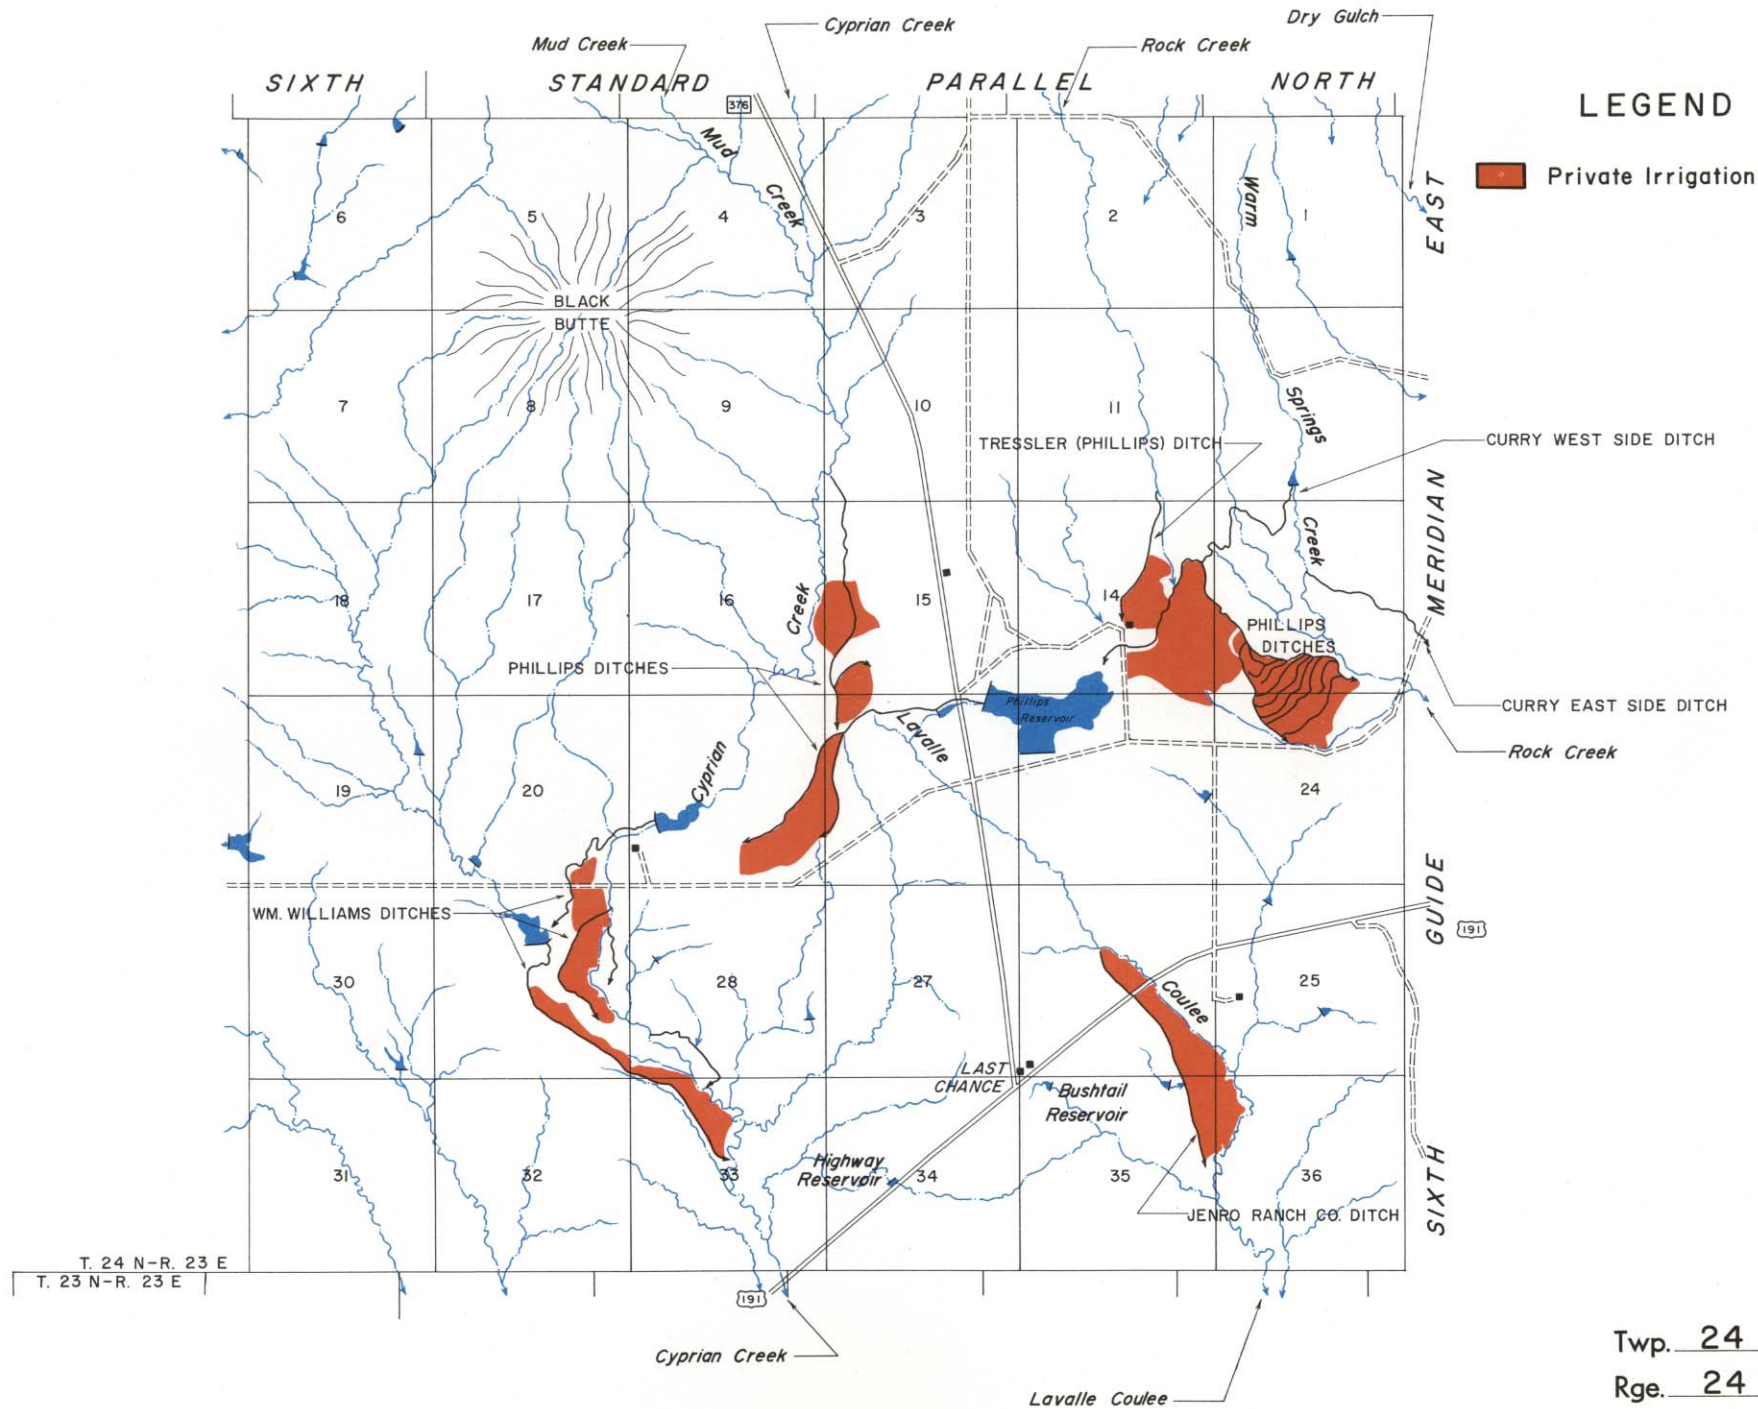 Dry Gulch
Cyprian Creek
Mud Creek
Rock Creek
SIXTH STANDARD PARALLEL NORTH
376
LEGEND
Private Irrigation
Mud
Creek
Warm
EAST
6
5
4
3
2
1
BLACK
BUTTE
7
8
9
10
11
Springs
TRESSLER (PHILLIPS) DITCH
CURRY WEST SIDE DITCH
MERIDIAN
Creek
18
17
16
Creek
15
14
PHILLIPS
DITCHES
PHILLIPS DITCHES
Phillips
Reservoir
CURRY EAST SIDE DITCH
Lavalle
Rock Creek
Cyprian
19
20
24
GUIDE
WM. WILLIAMS DITCHES
191
30
28
27
25
Coulee
LAST
CHANCE
Bushtail
Reservoir
Highway
Reservoir
31
32
33
34
35
36
SIXTH
JENRO RANCH CO. DITCH
T. 24 N-R. 23 E
T. 23 N-R. 23 E
191
Cyprian Creek
Lavalle Coulee
Twp. 24
Rge. 24